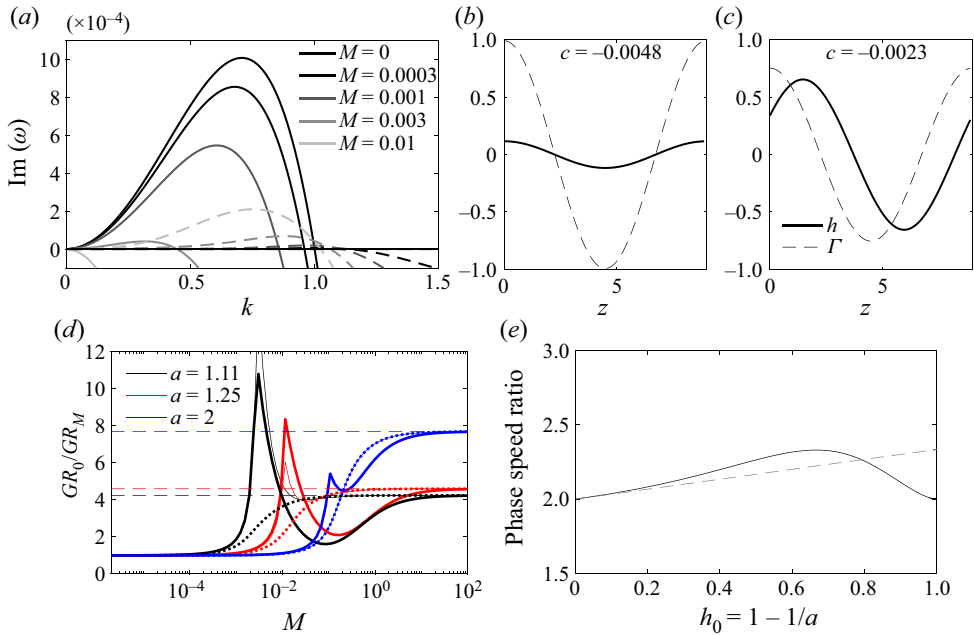 (a)
(×10⁻⁴)
Im (ω)
10
8
6
4
2
0
0
0.5
1.0
1.5
k
M = 0
M = 0.0003
M = 0.001
M = 0.003
M = 0.01
(b)
c = –0.0048
1.0
0.5
0
–0.5
–1.0
5
z
(c)
c = –0.0023
1.0
0.5
0
–0.5
–1.0
5
z
h
Γ
(d)
GR₀/GR_M
12
10
8
6
4
2
0
a = 1.11
a = 1.25
a = 2
10⁻⁴
10⁻²
10⁰
10²
M
(e)
Phase speed ratio
3.0
2.5
2.0
1.5
0
0.2
0.4
0.6
0.8
1.0
h₀ = 1 – 1/a